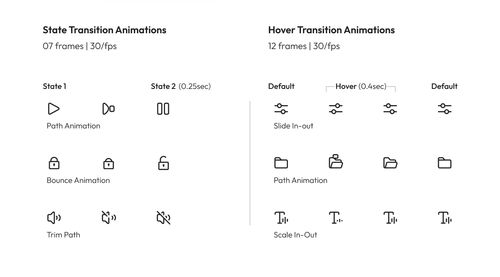 State Transition Animations
07 frames | 30/fps
State 1
State 2 (0.25sec)
Path Animation
Bounce Animation
Trim Path
Hover Transition Animations
12 frames | 30/fps
Default
Hover (0.4sec)
Default
Slide In-out
Path Animation
Scale In-Out